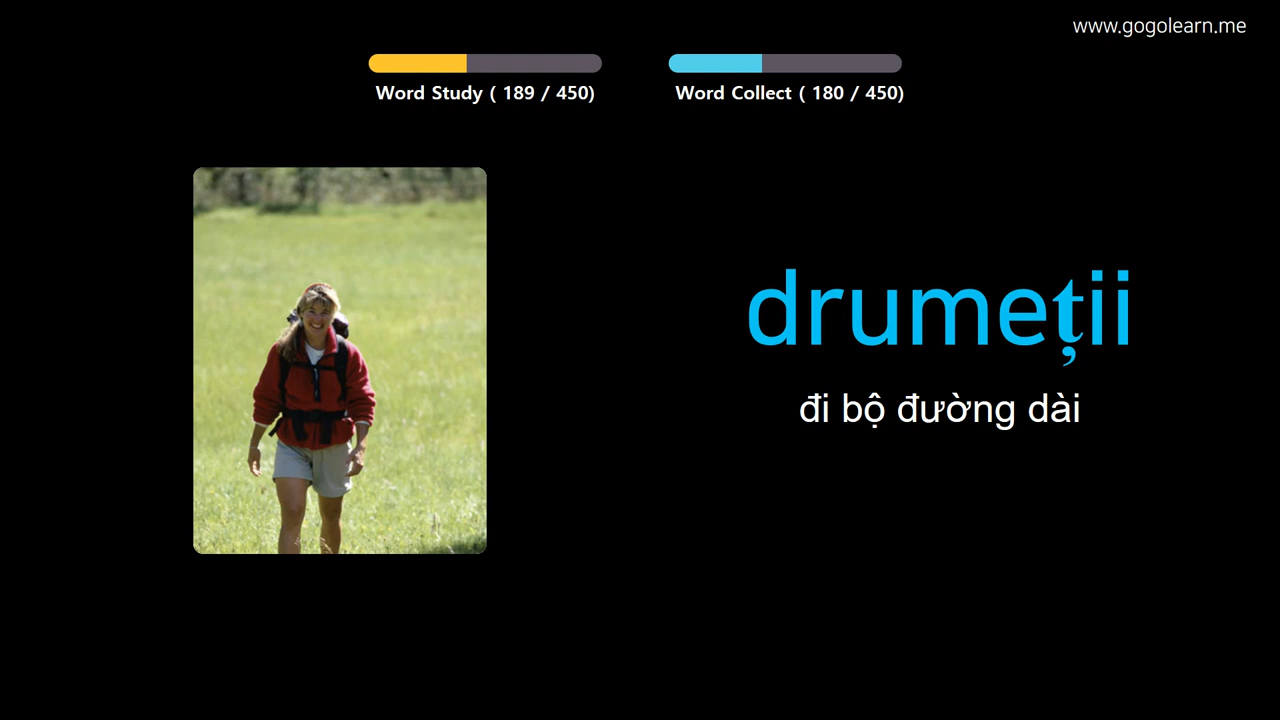 www.gogolearn.me
Word Study ( 189 / 450)
Word Collect ( 180 / 450)
drumeții
đi bộ đường dài